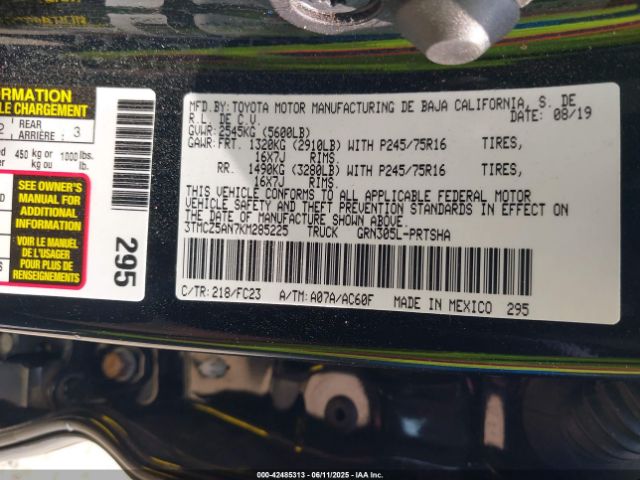 FORMATION
LE CHARGEMENT
REAR
ARRIÈRE : 3
450 kg or 1000 lbs.
kg ou lb.
SEE OWNER'S
MANUAL FOR
ADDITIONAL
INFORMATION
VOIR LE MANUEL
DE L'USAGER
POUR PLUS DE
RENSEIGNEMENTS
295
MFD.BY: TOYOTA MOTOR MANUFACTURING DE BAJA CALIFORNIA, S. DE
R.L. DE C.V. DATE: 08/19
GVWR: 2545KG (5600LB)
GAWR: FRT. 1320KG (2910LB) WITH P245/75R16 TIRES,
16X7J RIMS.
RR. 1490KG (3280LB) WITH P245/75R16 TIRES,
16X7J RIMS.
THIS VEHICLE CONFORMS TO ALL APPLICABLE FEDERAL MOTOR
VEHICLE SAFETY AND THEFT PREVENTION STANDARDS IN EFFECT ON
THE DATE OF MANUFACTURE SHOWN ABOVE.
3TMCZ5AN7KM285225 TRUCK GRN305L-PRTSHA
C/TR: 218/FC23 A/TM: A07A/AC60F MADE IN MEXICO 295
000-42485313 - 06/11/2025 - IAA Inc.